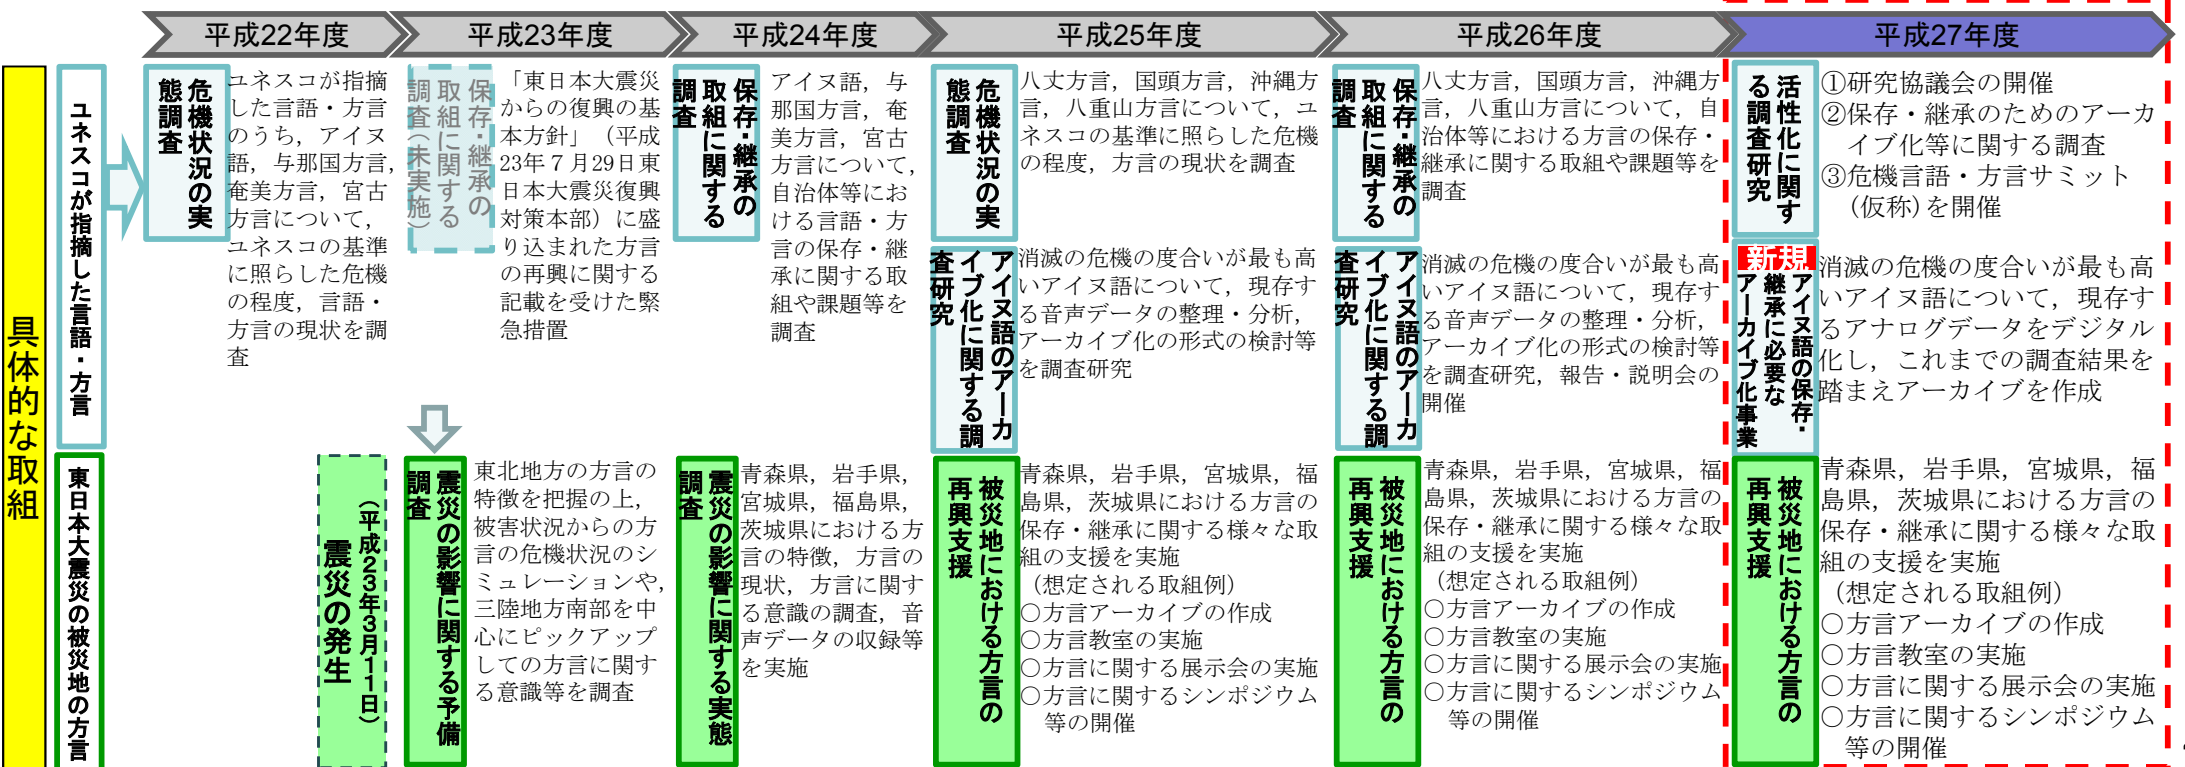 平成22年度
平成23年度
平成24年度
平成25年度
平成26年度
平成27年度
具体的な取組
ユネスコが指摘した言語・方言
危機状況の実
態調査
ユネスコが指摘
した言語・方言
のうち，アイヌ
語，与那国方言，
奄美方言，宮古
方言について，
ユネスコの基準
に照らした危機
の程度，言語・
方言の現状を調
査
保存・継承の
取組に関する
調査（未実施）
「東日本大震災
からの復興の基
本方針」（平成
23年７月29日東
日本大震災復興
対策本部）に盛
り込まれた方言
の再興に関する
記載を受けた緊
急措置
保存・継承の
取組に関する
調査
アイヌ語，与
那国方言，奄
美方言，宮古
方言について，
自治体等にお
ける言語・方
言の保存・継
承に関する取
組や課題等を
調査
危機状況の実
態調査
八丈方言，国頭方言，沖縄方
言，八重山方言について，ユ
ネスコの基準に照らした危機
の程度，方言の現状を調査
アイヌ語のアーカ
イブ化に関する調
査研究
消滅の危機の度合いが最も高
いアイヌ語について，現存す
る音声データの整理・分析，
アーカイブ化の形式の検討等
を調査研究
保存・継承の
取組に関する
調査
八丈方言，国頭方言，沖縄方
言，八重山方言について，自
治体等における方言の保存・
継承に関する取組や課題等を
調査
アイヌ語のアーカ
イブ化に関する調
査研究
消滅の危機の度合いが最も高
いアイヌ語について，現存す
る音声データの整理・分析，
アーカイブ化の形式の検討等
を調査研究，報告・説明会の
開催
活性化に関す
る調査研究
①研究協議会の開催
②保存・継承のためのアーカ
イブ化等に関する調査
③危機言語・方言サミット
（仮称）を開催
新規
アイヌ語の保存・
継承に必要な
アーカイブ化事業
消滅の危機の度合いが最も高
いアイヌ語について，現存す
るアナログデータをデジタル
化し，これまでの調査結果を
踏まえアーカイブを作成
東日本大震災の被災地の方言
震災の発生
（平成２３年３月１１日）
震災の影響に関する予備
調査
東北地方の方言の
特徴を把握の上，
被害状況からの方
言の危機状況のシ
ミュレーションや，
三陸地方南部を中
心にピックアップ
しての方言に関す
る意識等を調査
震災の影響に関する実態
調査
青森県，岩手県，
宮城県，福島県，
茨城県における方
言の特徴，方言の
現状，方言に関す
る意識の調査，音
声データの収録等
を実施
被災地における方言の
再興支援
青森県，岩手県，宮城県，福
島県，茨城県における方言の
保存・継承に関する様々な取
組の支援を実施
（想定される取組例）
○方言アーカイブの作成
○方言教室の実施
○方言に関する展示会の実施
○方言に関するシンポジウム
等の開催
被災地における方言の
再興支援
青森県，岩手県，宮城県，福
島県，茨城県における方言の
保存・継承に関する様々な取
組の支援を実施
（想定される取組例）
○方言アーカイブの作成
○方言教室の実施
○方言に関する展示会の実施
○方言に関するシンポジウム
等の開催
被災地における方言の
再興支援
青森県，岩手県，宮城県，福
島県，茨城県における方言の
保存・継承に関する様々な取
組の支援を実施
（想定される取組例）
○方言アーカイブの作成
○方言教室の実施
○方言に関する展示会の実施
○方言に関するシンポジウム
等の開催